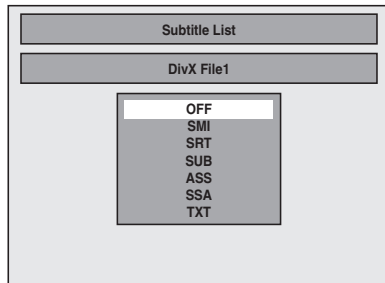 Subtitle List
DivX File1
OFF
SMI
SRT
SUB
ASS
SSA
TXT